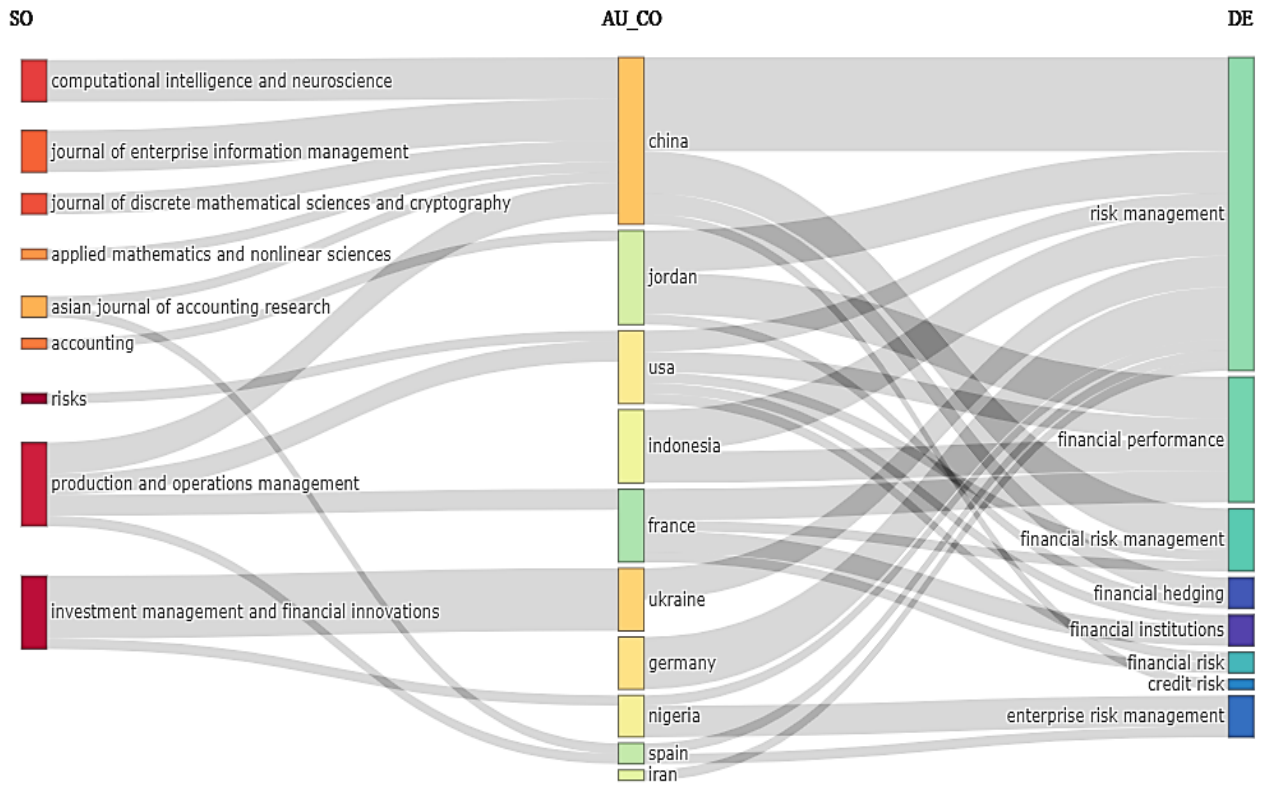 SO
AU_CO
DE
computational intelligence and neuroscience
journal of enterprise information management
journal of discrete mathematical sciences and cryptography
applied mathematics and nonlinear sciences
asian journal of accounting research
accounting
risks
production and operations management
investment management and financial innovations
china
jordan
usa
indonesia
france
ukraine
germany
nigeria
spain
iran
risk management
financial performance
financial risk management
financial hedging
financial institutions
financial risk
credit risk
enterprise risk management